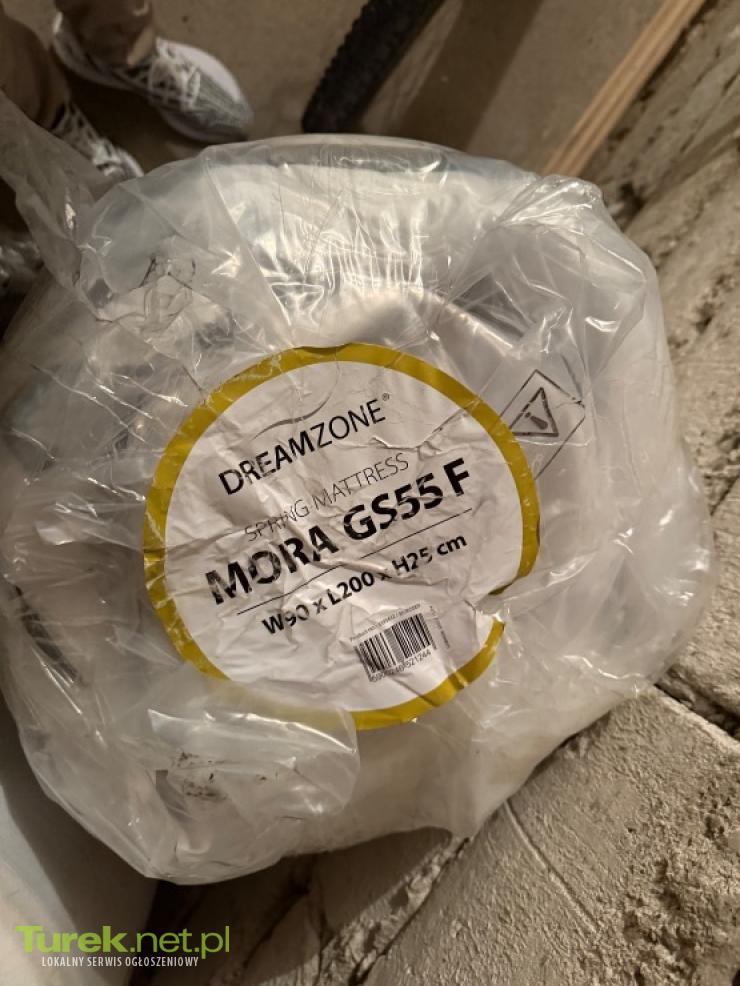 DREAMZONE®
SPRING MATTRESS
MORA GS55 F
W90 x L200 x H25 cm
Turek.net.pl
LOKALNY SERWIS OGŁOSZENIOWY